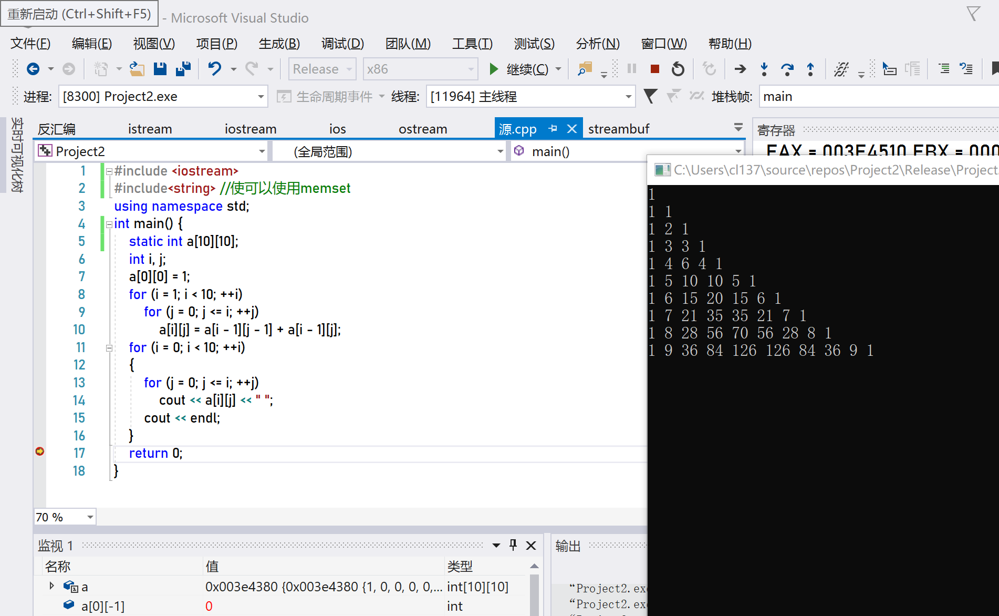 重新启动 (Ctrl+Shift+F5) - Microsoft Visual Studio
文件(F) 编辑(E) 视图(V) 项目(P) 生成(B) 调试(D) 团队(M) 工具(T) 测试(S) 分析(N) 窗口(W) 帮助(H)
Release x86 继续(C)
进程: [8300] Project2.exe 生命周期事件 线程: [11964] 主线程 堆栈帧: main
实时可视化树
反汇编 istream iostream ios ostream 源.cpp streambuf
寄存器
Project2 (全局范围) main()
EAX = 003E4510 EBX = 000
1 #include <iostream>
2 #include<string> //使可以使用memset
3 using namespace std;
4 int main() {
5 static int a[10][10];
6 int i, j;
7 a[0][0] = 1;
8 for (i = 1; i < 10; ++i)
9 for (j = 0; j <= i; ++j)
10 a[i][j] = a[i - 1][j - 1] + a[i - 1][j];
11 for (i = 0; i < 10; ++i)
12 {
13 for (j = 0; j <= i; ++j)
14 cout << a[i][j] << " ";
15 cout << endl;
16 }
17 return 0;
18 }
70 %
C:\Users\cl137\source\repos\Project2\Release\Project
1
1 1
1 2 1
1 3 3 1
1 4 6 4 1
1 5 10 10 5 1
1 6 15 20 15 6 1
1 7 21 35 35 21 7 1
1 8 28 56 70 56 28 8 1
1 9 36 84 126 126 84 36 9 1
监视 1
名称 值 类型
a 0x003e4380 {0x003e4380 {1, 0, 0, 0, 0,... int[10][10]
a[0][-1] 0 int
输出
“Project2.exe
“Project2.exe